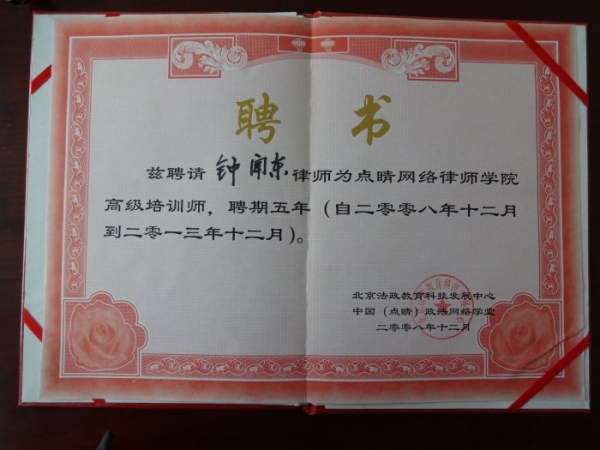 聘书
兹聘请 钟闻东律师为点睛网络律师学院
高级培训师，聘期五年（自二零零八年十二月
到二零一三年十二月）。
北京法政教育科技发展中心
中国（点睛）政法网络学堂
二零零八年十二月